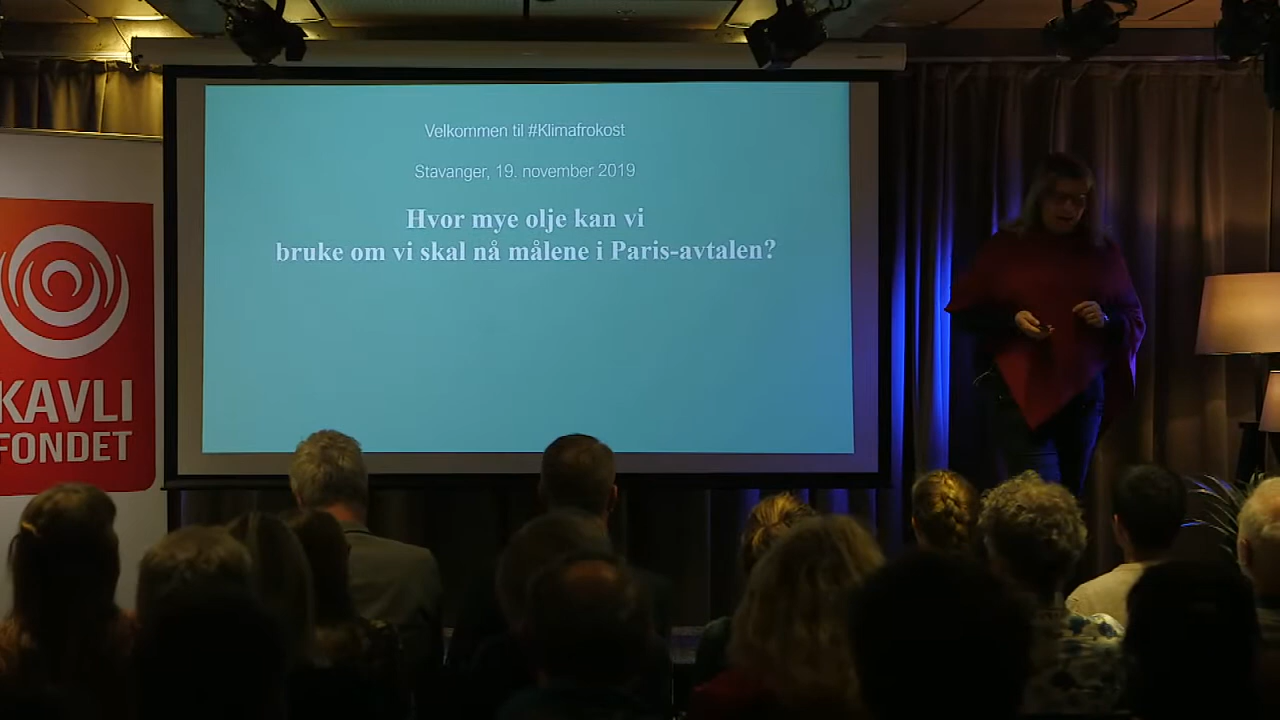 Velkommen til #Klimafrokost
Stavanger, 19. november 2019
Hvor mye olje kan vi
bruke om vi skal nå målene i Paris-avtalen?
KAVLI
FONDET